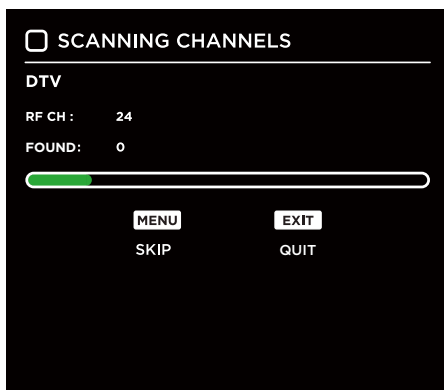 SCANNING CHANNELS
DTV
RF CH : 24
FOUND: 0
MENU EXIT
SKIP QUIT